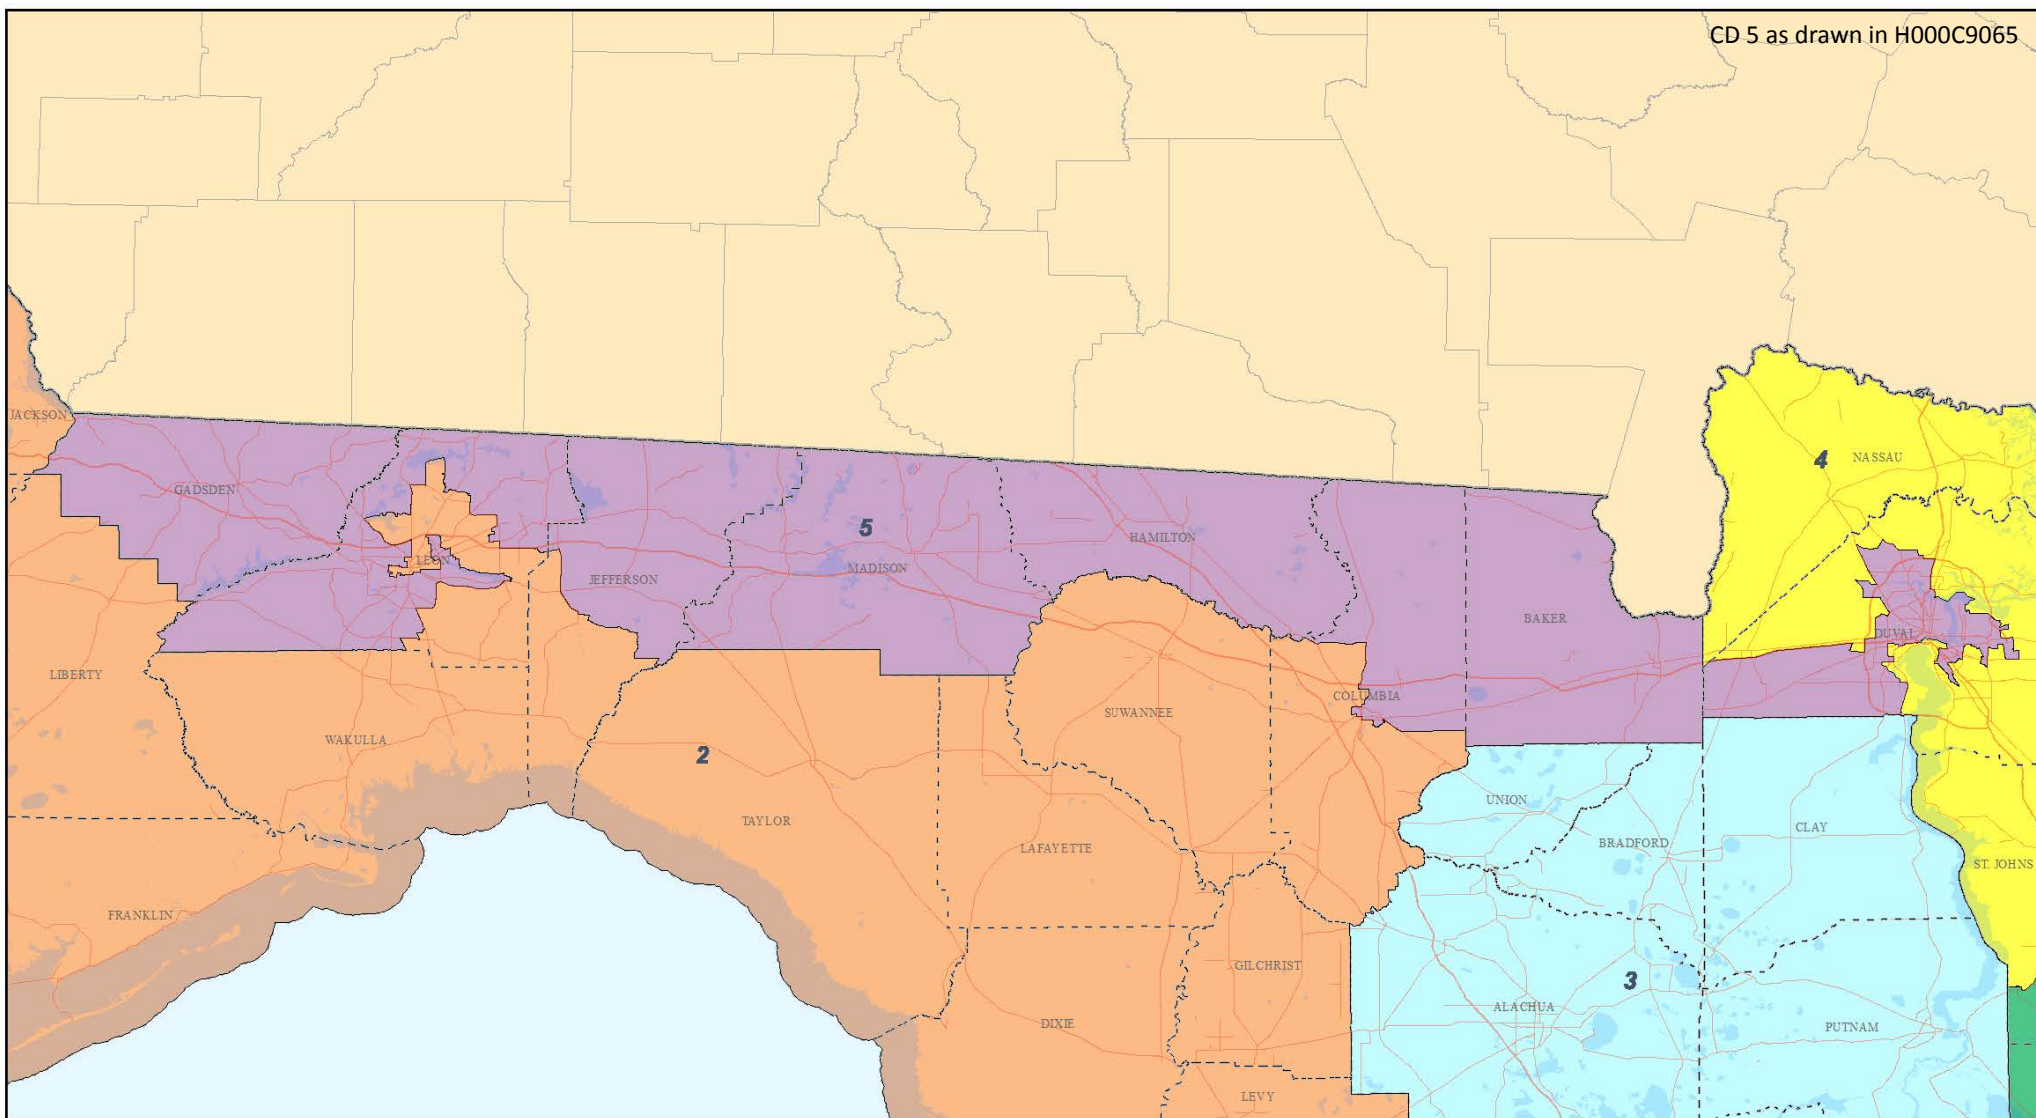 CD 5 as drawn in H000C9065
JACKSON
4
NASSAU
GADSDEN
5
HAMILTON
LEON
MADISON
JEFFERSON
BAKER
DUVAL
LIBERTY
COLUMBIA
SUWANNEE
WAKULLA
2
UNION
TAYLOR
CLAY
BRADFORD
LAFAYETTE
ST. JOHNS
FRANKLIN
GILCHRIST
3
ALACHUA
DIXIE
PUTNAM
LEVY